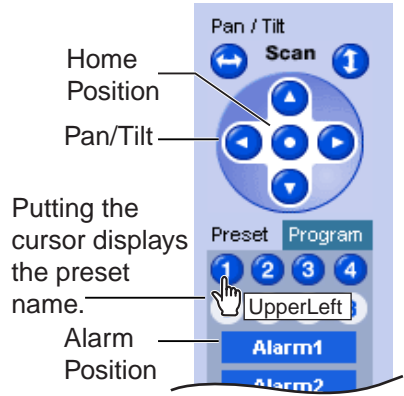 Pan / Tilt
Scan
Home
Position
Pan/Tilt
Putting the
cursor displays
the preset
name.
Preset Program
1 2 3 4
UpperLeft
Alarm
Position
Alarm1
Alarm2